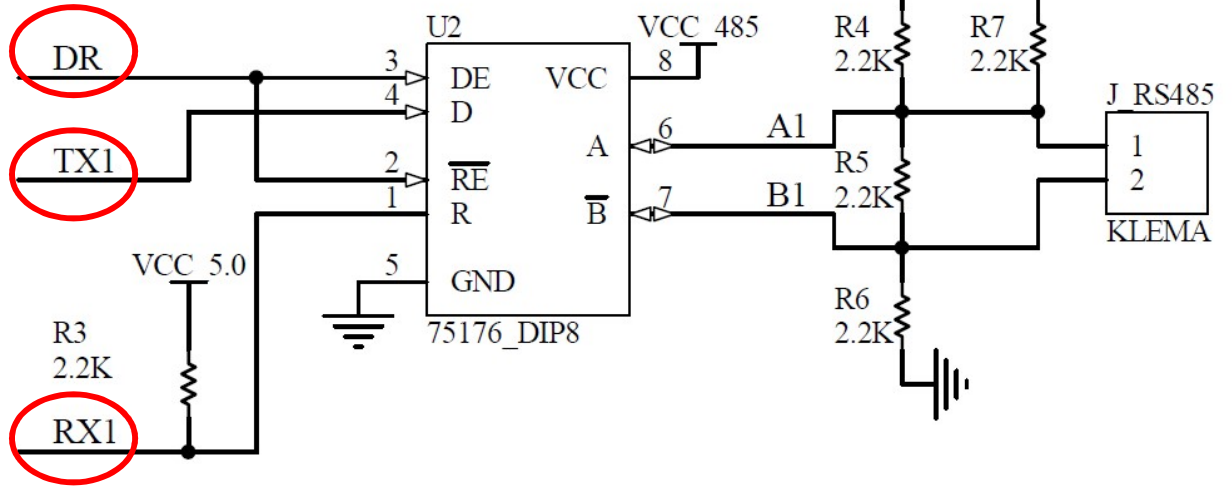 U2
VCC_485
R4
2.2K
R7
2.2K
DR
3
DE
VCC
8
4
D
J_RS485
TX1
2
RE
A
6
A1
1
2
R5
2.2K
1
R
B
7
B1
KLEMA
VCC_5.0
5
GND
R6
2.2K
75176_DIP8
R3
2.2K
RX1